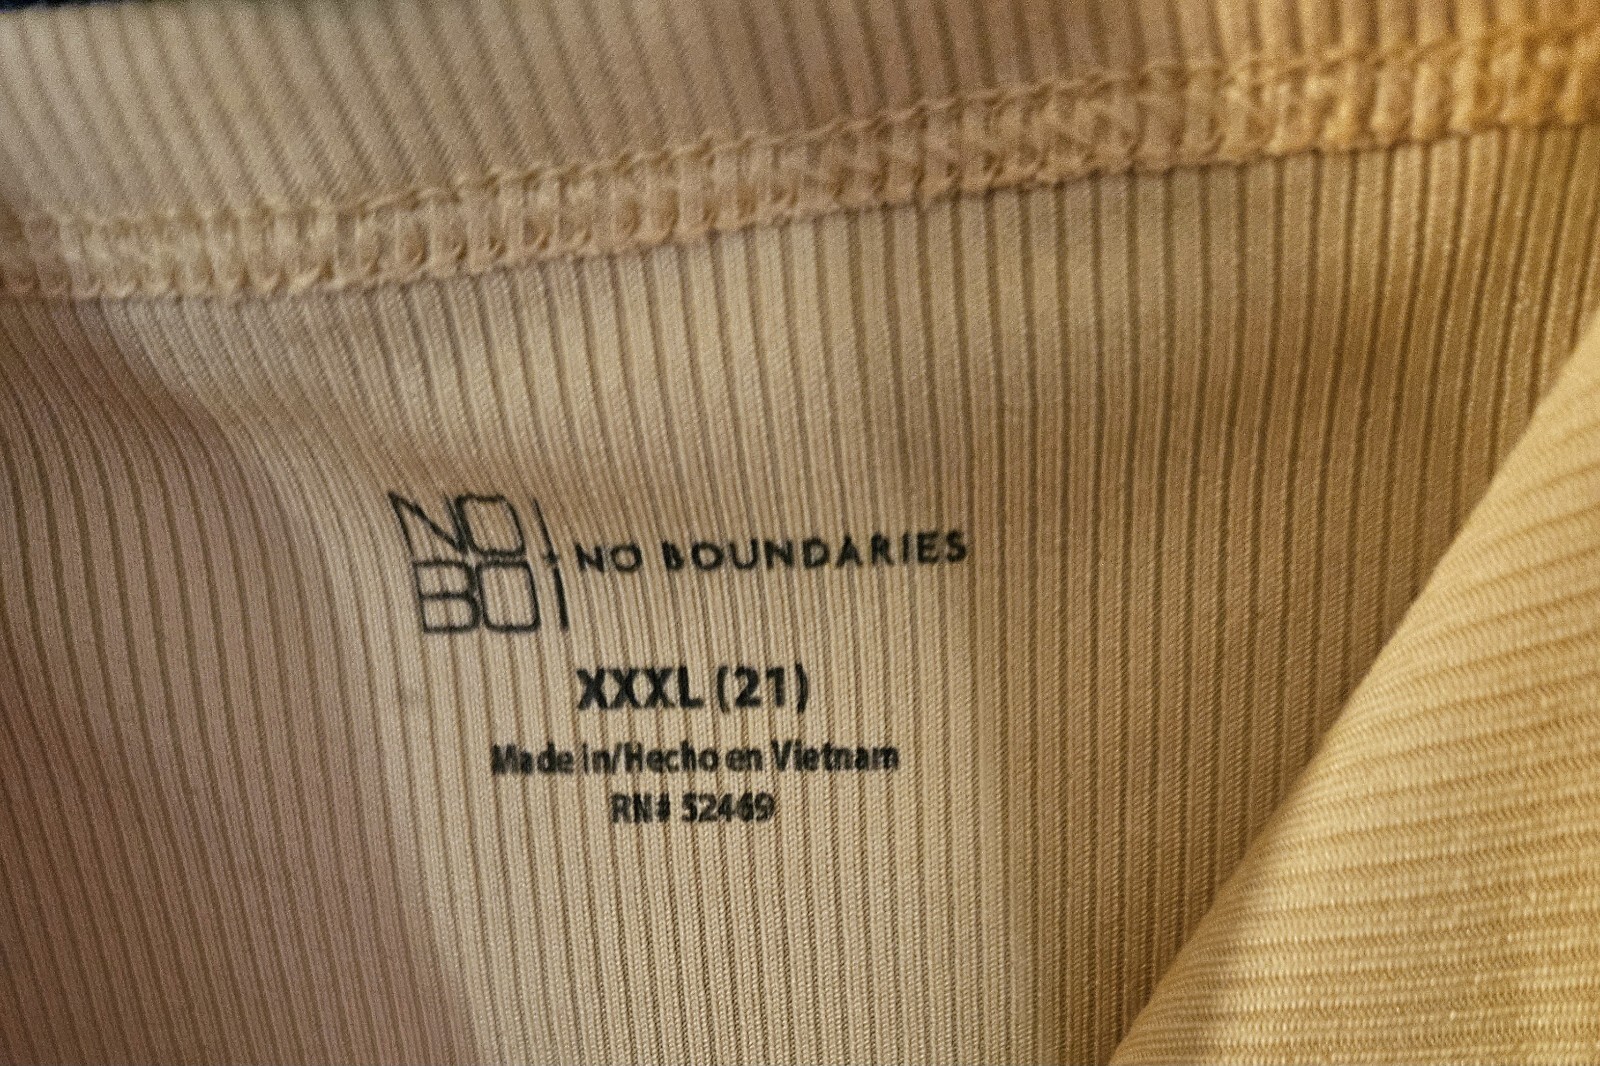 NO
BO
NO BOUNDARIES
XXXL (21)
Made in/Hecho en Vietnam
RN# 52469